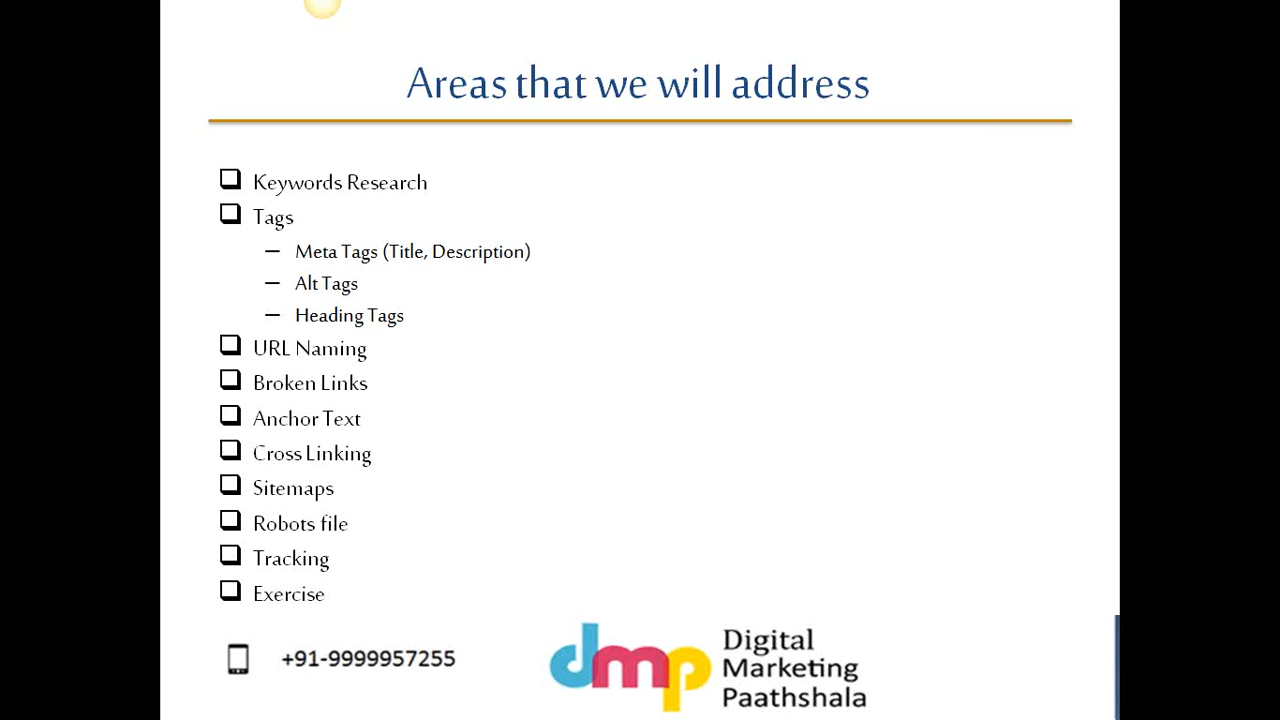 Areas that we will address
Keywords Research
Tags
– Meta Tags (Title, Description)
– Alt Tags
– Heading Tags
URL Naming
Broken Links
Anchor Text
Cross Linking
Sitemaps
Robots file
Tracking
Exercise
+91-9999957255
dmp
Digital
Marketing
Paathshala